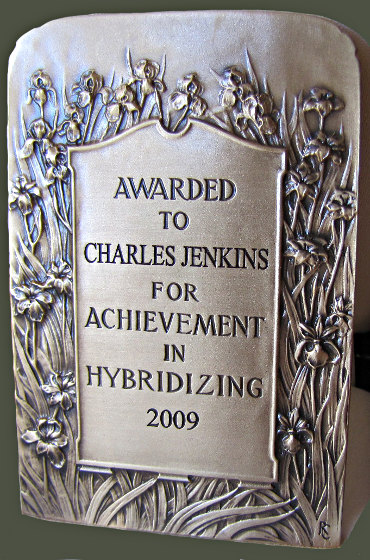 AWARDED
TO
CHARLES JENKINS
FOR
ACHIEVEMENT
IN
HYBRIDIZING
2009